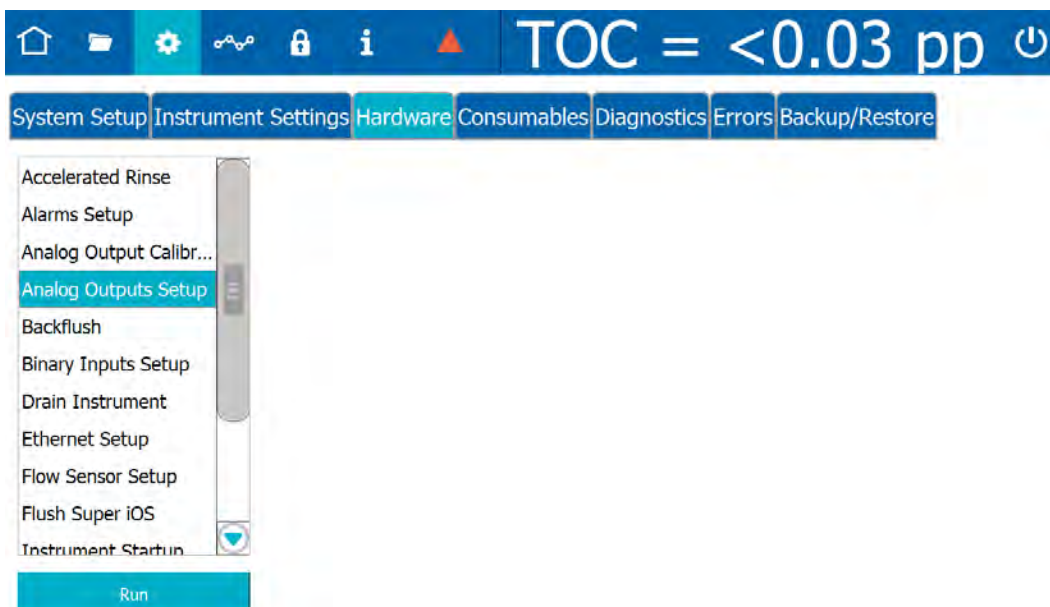 TOC = <0.03 pp
System Setup Instrument Settings Hardware Consumables Diagnostics Errors Backup/Restore
Accelerated Rinse
Alarms Setup
Analog Output Calibr...
Analog Outputs Setup
Backflush
Binary Inputs Setup
Drain Instrument
Ethernet Setup
Flow Sensor Setup
Flush Super iOS
Instrument Startup
Run